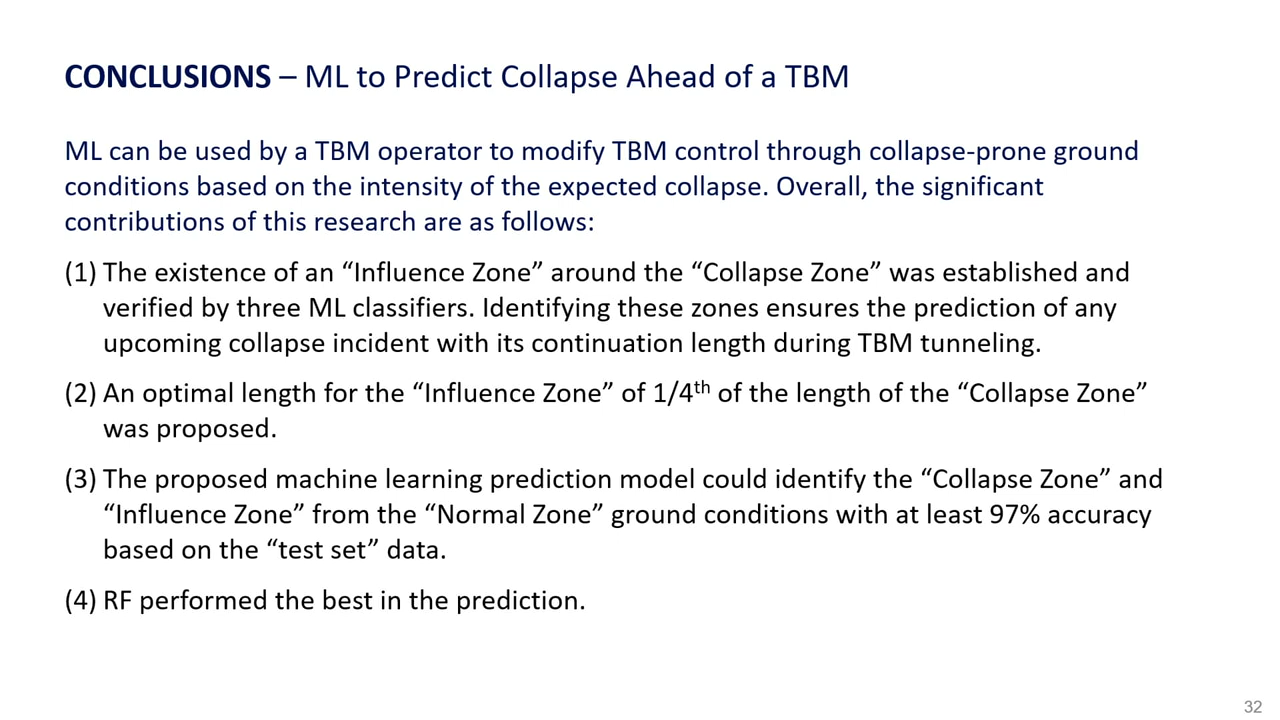 CONCLUSIONS – ML to Predict Collapse Ahead of a TBM
ML can be used by a TBM operator to modify TBM control through collapse-prone ground
conditions based on the intensity of the expected collapse. Overall, the significant
contributions of this research are as follows:
(1) The existence of an “Influence Zone” around the “Collapse Zone” was established and
verified by three ML classifiers. Identifying these zones ensures the prediction of any
upcoming collapse incident with its continuation length during TBM tunneling.
(2) An optimal length for the “Influence Zone” of 1/4th of the length of the “Collapse Zone”
was proposed.
(3) The proposed machine learning prediction model could identify the “Collapse Zone” and
“Influence Zone” from the “Normal Zone” ground conditions with at least 97% accuracy
based on the “test set” data.
(4) RF performed the best in the prediction.
32